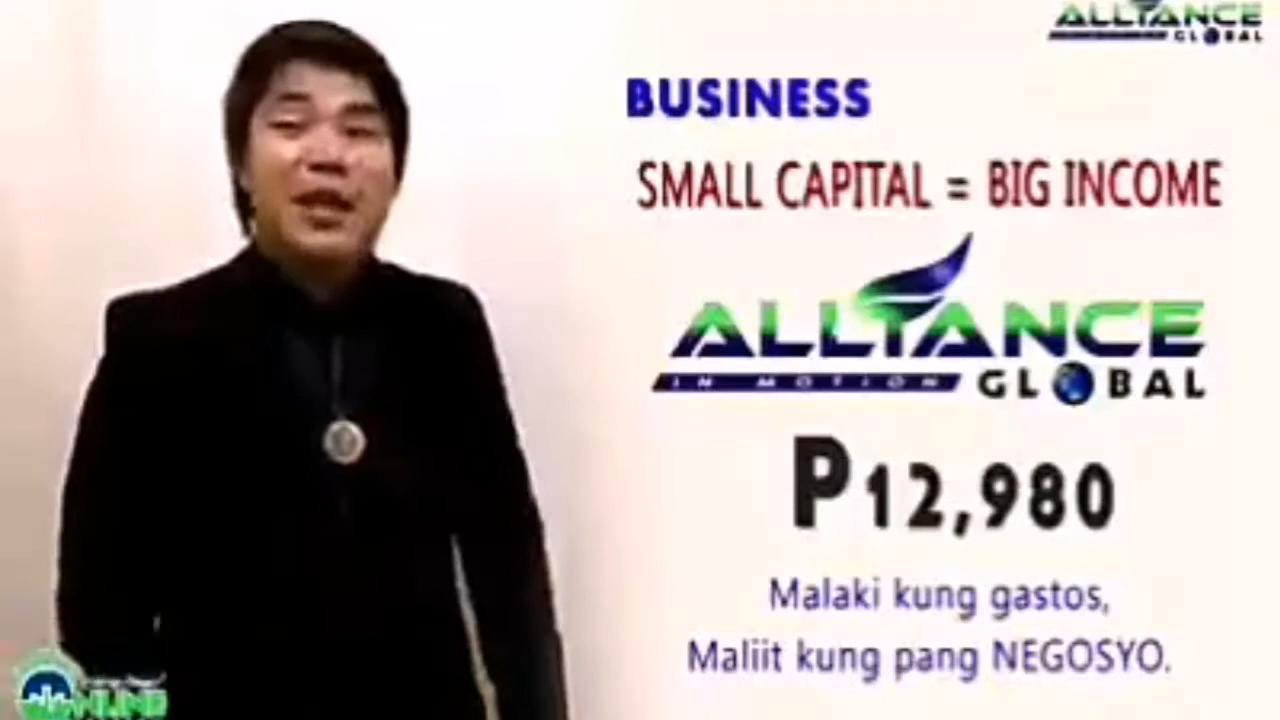 ALLIANCE
GLOBAL
BUSINESS
SMALL CAPITAL = BIG INCOME
ALLIANCE
IN MOTION GLOBAL
P12,980
Malaki kung gastos,
Maliit kung pang NEGOSYO.
ONLINE